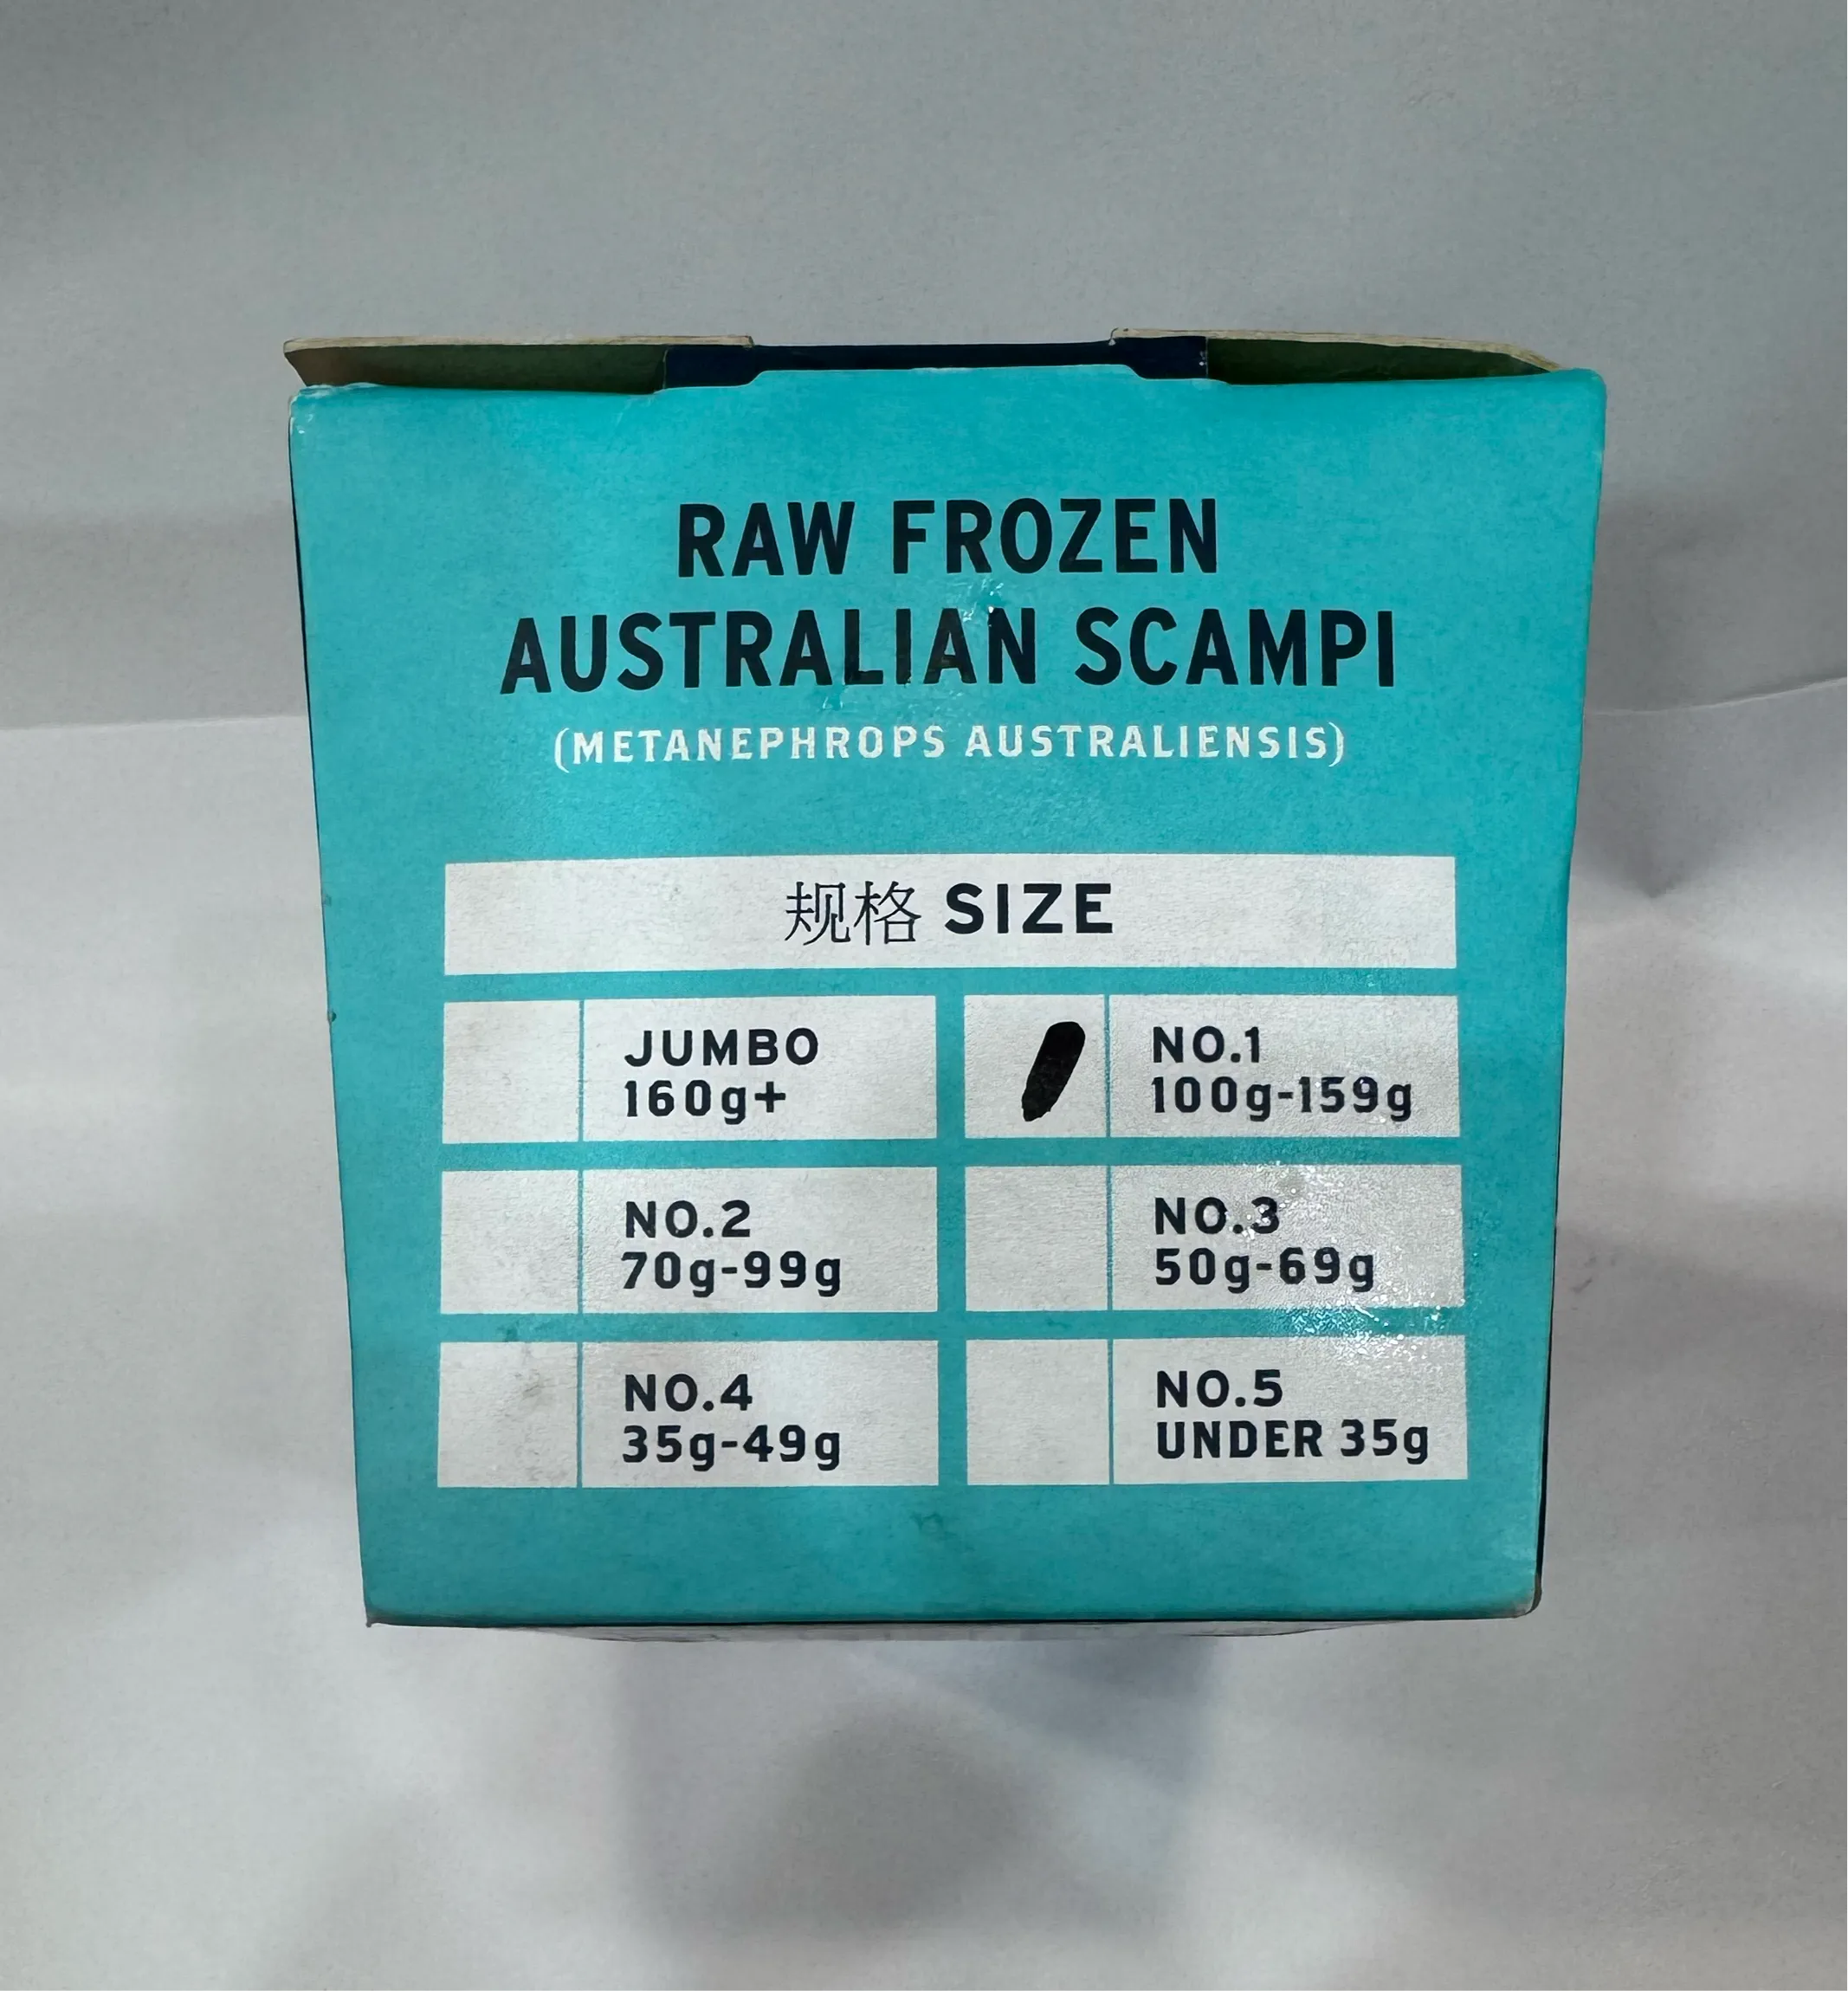 RAW FROZEN
AUSTRALIAN SCAMPI
(METANEPHROPS AUSTRALIENSIS)
规格 SIZE
JUMBO
160g+
NO.1
100g-159g
NO.2
70g-99g
NO.3
50g-69g
NO.4
35g-49g
NO.5
UNDER 35g